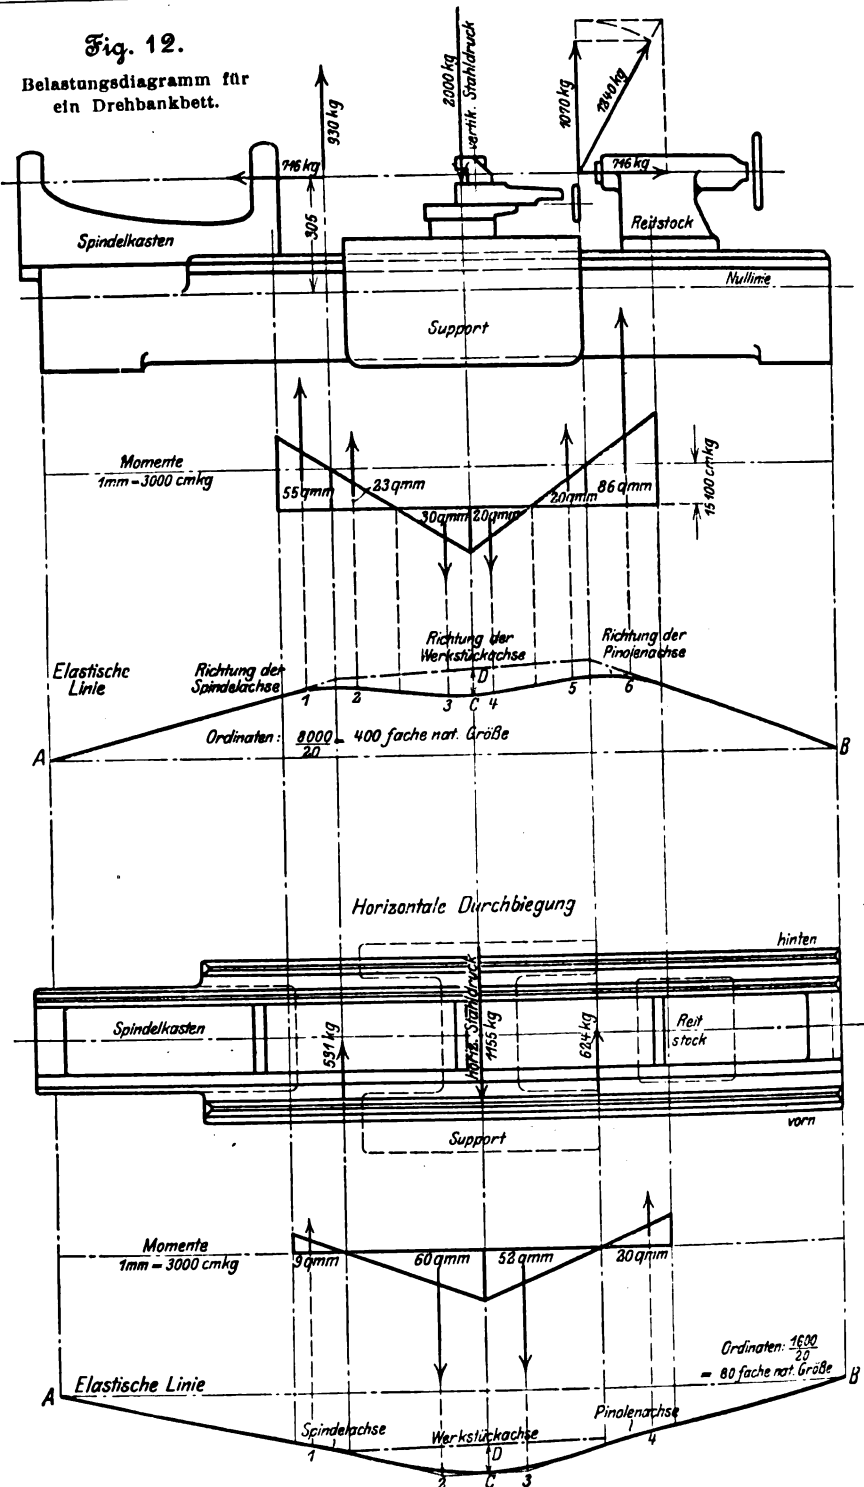 Fig. 12.
Belastungsdiagramm für
ein Drehbankbett.
930 kg
2000 kg
vertik. Stahldruck
1070 kg
1340 kg
716 kg
716 kg
305
Spindelkasten
Reitstock
Nullinie
Support
Momente
1mm = 3000 cmkg
55 qmm
23 qmm
30 qmm
20 qmm
20 qmm
86 qmm
15100 cmkg
Elastische
Linie
Richtung der
Spindelachse
Richtung der
Werkstückachse
Richtung der
Pinolenachse
D
1
2
3
C
4
5
6
Ordinaten: 8000/20 = 400 fache nat. Größe
A
B
Horizontale Durchbiegung
hinten
Spindelkasten
531 kg
horiz. Stahldruck
1155 kg
624 kg
Reit
stock
Support
vorn
Momente
1mm = 3000 cmkg
9 qmm
60 qmm
52 qmm
20 qmm
Ordinaten: 1600/20
= 80 fache nat. Größe
A
Elastische Linie
B
Spindelachse
Werkstückachse
Pinolenachse
1
D
4
2
C
3